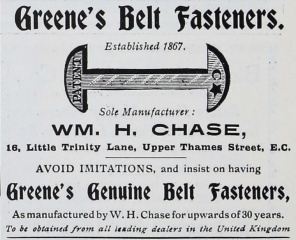 Greene's Belt Fasteners.
Established 1867.
PATENT
Sole Manufacturer:
WM. H. CHASE,
16, Little Trinity Lane, Upper Thames Street, E.C.
AVOID IMITATIONS, and insist on having
Greene's Genuine Belt Fasteners,
As manufactured by W. H. Chase for upwards of 30 years.
To be obtained from all leading dealers in the United Kingdom